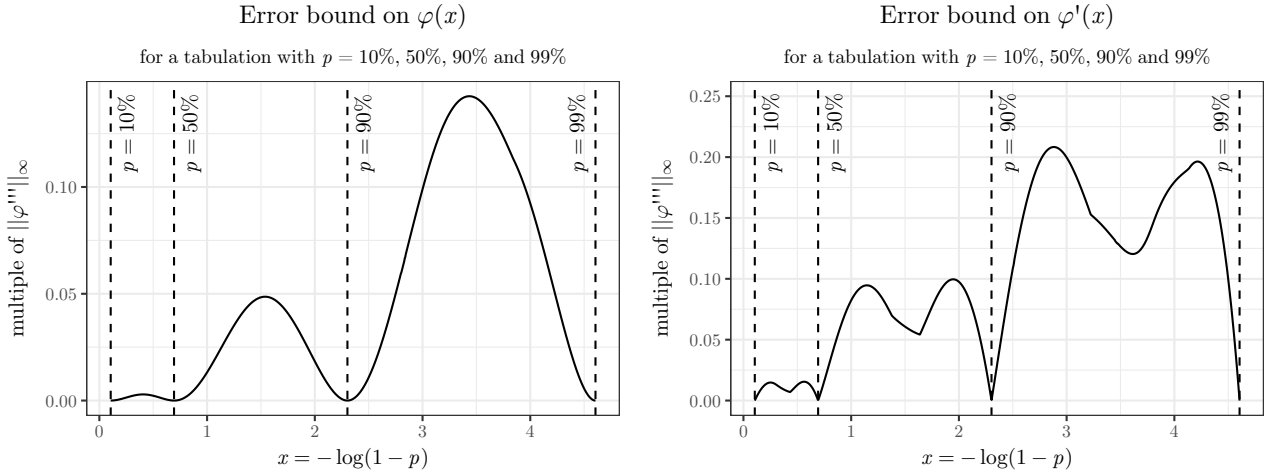 Error bound on φ(x)
for a tabulation with p = 10%, 50%, 90% and 99%
multiple of ||φ''''||∞
0.10
0.05
0.00
p = 10%
p = 50%
p = 90%
p = 99%
0 1 2 3 4
x = −log(1 − p)
Error bound on φ'(x)
for a tabulation with p = 10%, 50%, 90% and 99%
multiple of ||φ''''||∞
0.25
0.20
0.15
0.10
0.05
0.00
p = 10%
p = 50%
p = 90%
p = 99%
0 1 2 3 4
x = −log(1 − p)